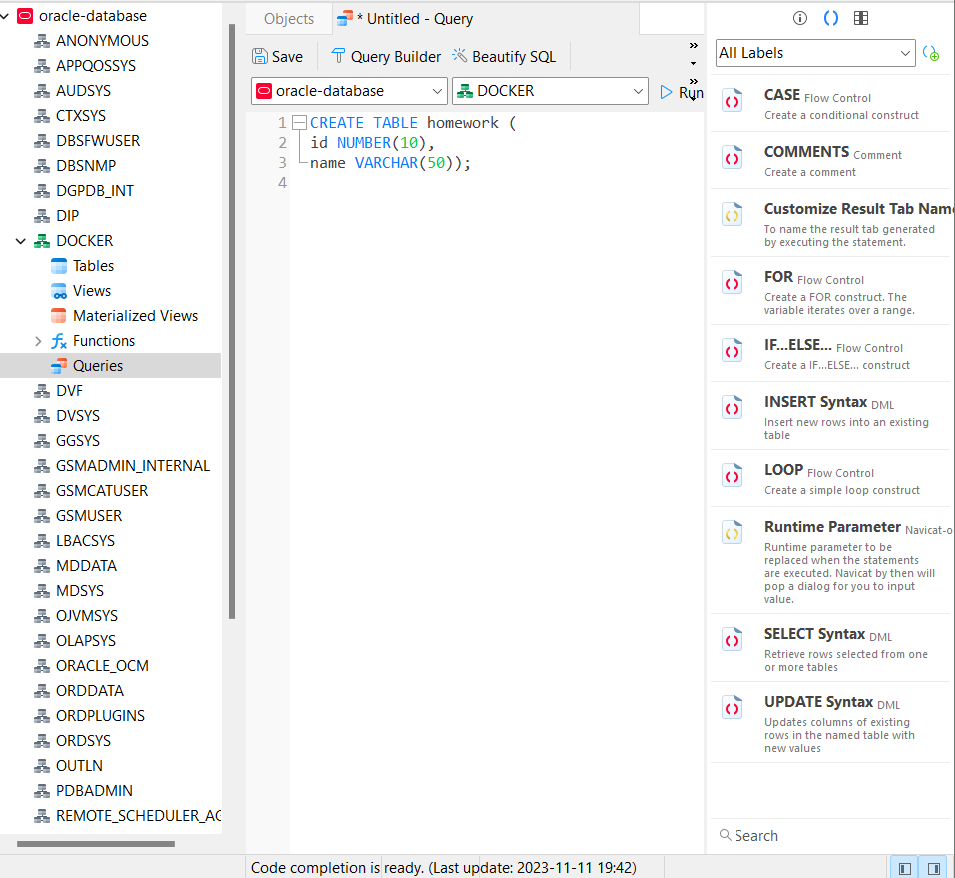 oracle-database
ANONYMOUS
APPQOSSYS
AUDSYS
CTXSYS
DBSFWUSER
DBSNMP
DGPDB_INT
DIP
DOCKER
Tables
Views
Materialized Views
Functions
Queries
DVF
DVSYS
GGSYS
GSMADMIN_INTERNAL
GSMCATUSER
GSMUSER
LBACSYS
MDDATA
MDSYS
OJVMSYS
OLAPSYS
ORACLE_OCM
ORDDATA
ORDPLUGINS
ORDSYS
OUTLN
PDBADMIN
REMOTE_SCHEDULER_AG
Objects
* Untitled - Query
Save Query Builder Beautify SQL
oracle-database DOCKER Run
1 CREATE TABLE homework (
2 id NUMBER(10),
3 name VARCHAR(50));
4
All Labels
CASE Flow Control
Create a conditional construct
COMMENTS Comment
Create a comment
Customize Result Tab Name
To name the result tab generated
by executing the statement.
FOR Flow Control
Create a FOR construct. The
variable iterates over a range.
IF...ELSE... Flow Control
Create a IF...ELSE... construct
INSERT Syntax DML
Insert new rows into an existing
table
LOOP Flow Control
Create a simple loop construct
Runtime Parameter Navicat-o
Runtime parameter to be
replaced when the statements
are executed. Navicat by then will
pop a dialog for you to input
value.
SELECT Syntax DML
Retrieve rows selected from one
or more tables
UPDATE Syntax DML
Updates columns of existing
rows in the named table with
new values
Search
Code completion is ready. (Last update: 2023-11-11 19:42)